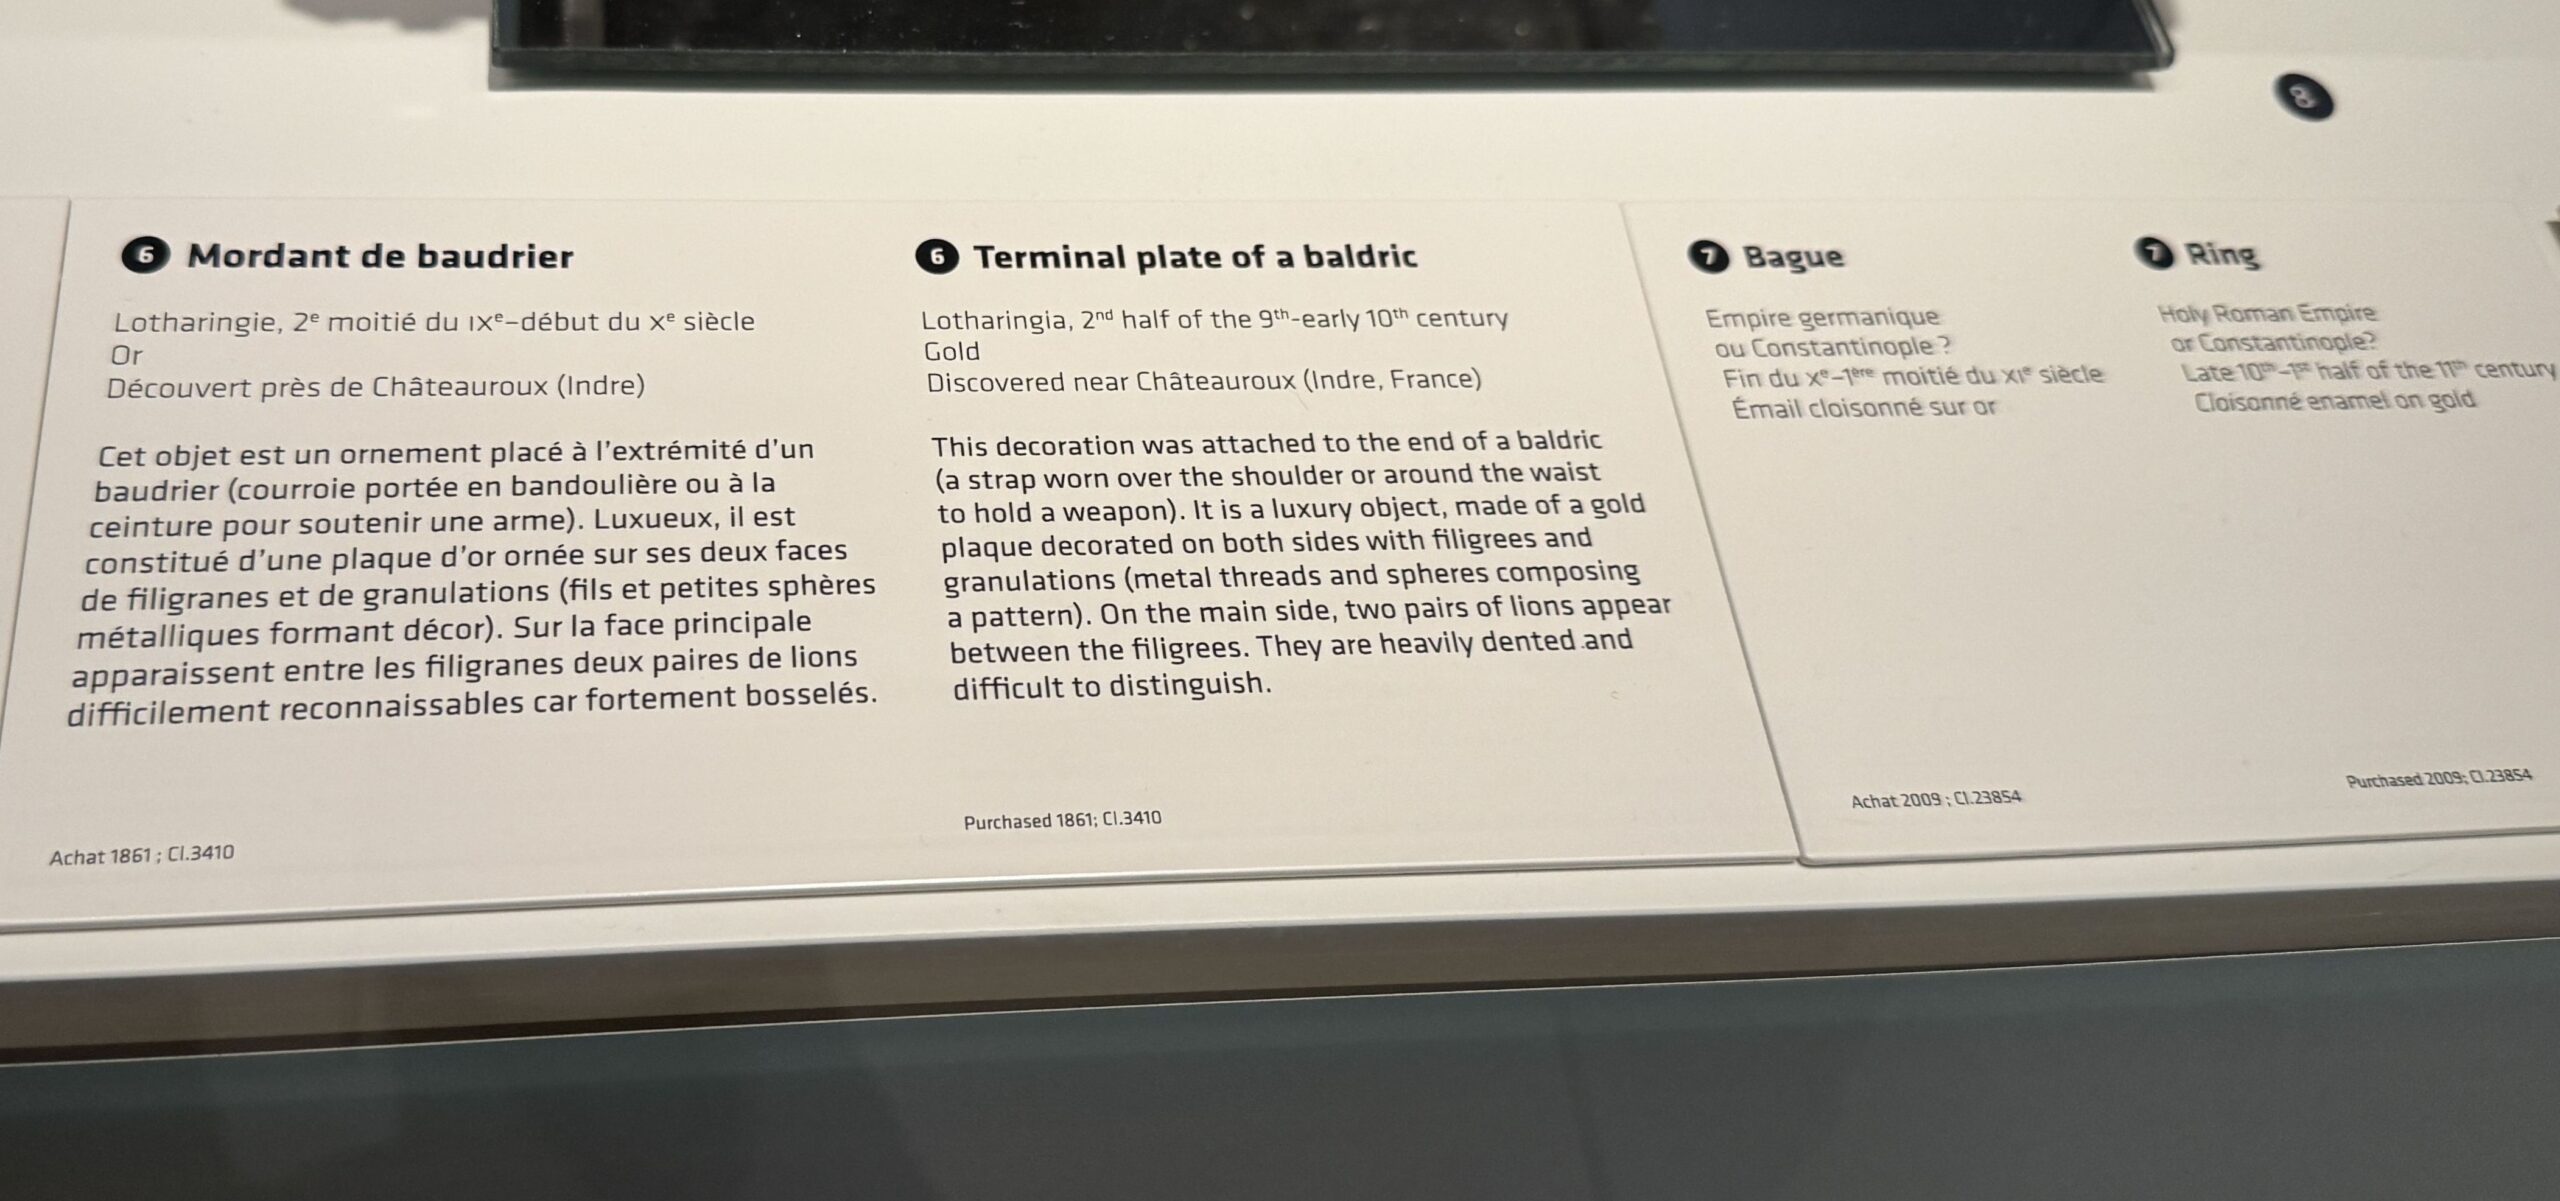 8
6 Mordant de baudrier
Lotharingie, 2e moitié du IXe–début du Xe siècle
Or
Découvert près de Châteauroux (Indre)
Cet objet est un ornement placé à l'extrémité d'un
baudrier (courroie portée en bandoulière ou à la
ceinture pour soutenir une arme). Luxueux, il est
constitué d'une plaque d'or ornée sur ses deux faces
de filigranes et de granulations (fils et petites sphères
métalliques formant décor). Sur la face principale
apparaissent entre les filigranes deux paires de lions
difficilement reconnaissables car fortement bosselés.
Achat 1861 ; Cl.3410
6 Terminal plate of a baldric
Lotharingia, 2nd half of the 9th-early 10th century
Gold
Discovered near Châteauroux (Indre, France)
This decoration was attached to the end of a baldric
(a strap worn over the shoulder or around the waist
to hold a weapon). It is a luxury object, made of a gold
plaque decorated on both sides with filigrees and
granulations (metal threads and spheres composing
a pattern). On the main side, two pairs of lions appear
between the filigrees. They are heavily dented and
difficult to distinguish.
Purchased 1861; Cl.3410
7 Bague
Empire germanique
ou Constantinople ?
Fin du Xe–1ère moitié du XIe siècle
Émail cloisonné sur or
Achat 2009 ; Cl.23854
7 Ring
Holy Roman Empire
or Constantinople?
Late 10th–1st half of the 11th century
Cloisonné enamel on gold
Purchased 2009; Cl.23854